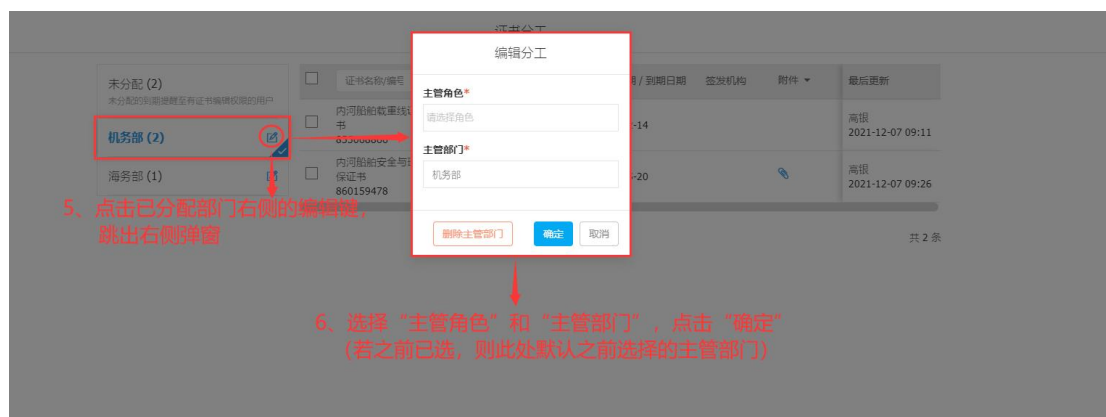 证书分工
编辑分工
未分配 (2)
未分配的到期提醒至有证书编辑权限的用户
机务部 (2)
海务部 (1)
证书名称/编号
期 / 到期日期
签发机构
附件
最后更新
内河船舶载重线证
书
855088888
-14
高银
2021-12-07 09:11
内河船舶安全与环
保证书
860159478
-20
高银
2021-12-07 09:26
共 2 条
主管角色*
请选择角色
主管部门*
机务部
删除主管部门
确定
取消
5、点击已分配部门右侧的编辑键,
跳出右侧弹窗
6、选择“主管角色”和“主管部门”, 点击“确定”
(若之前已选, 则此处默认之前选择的主管部门)